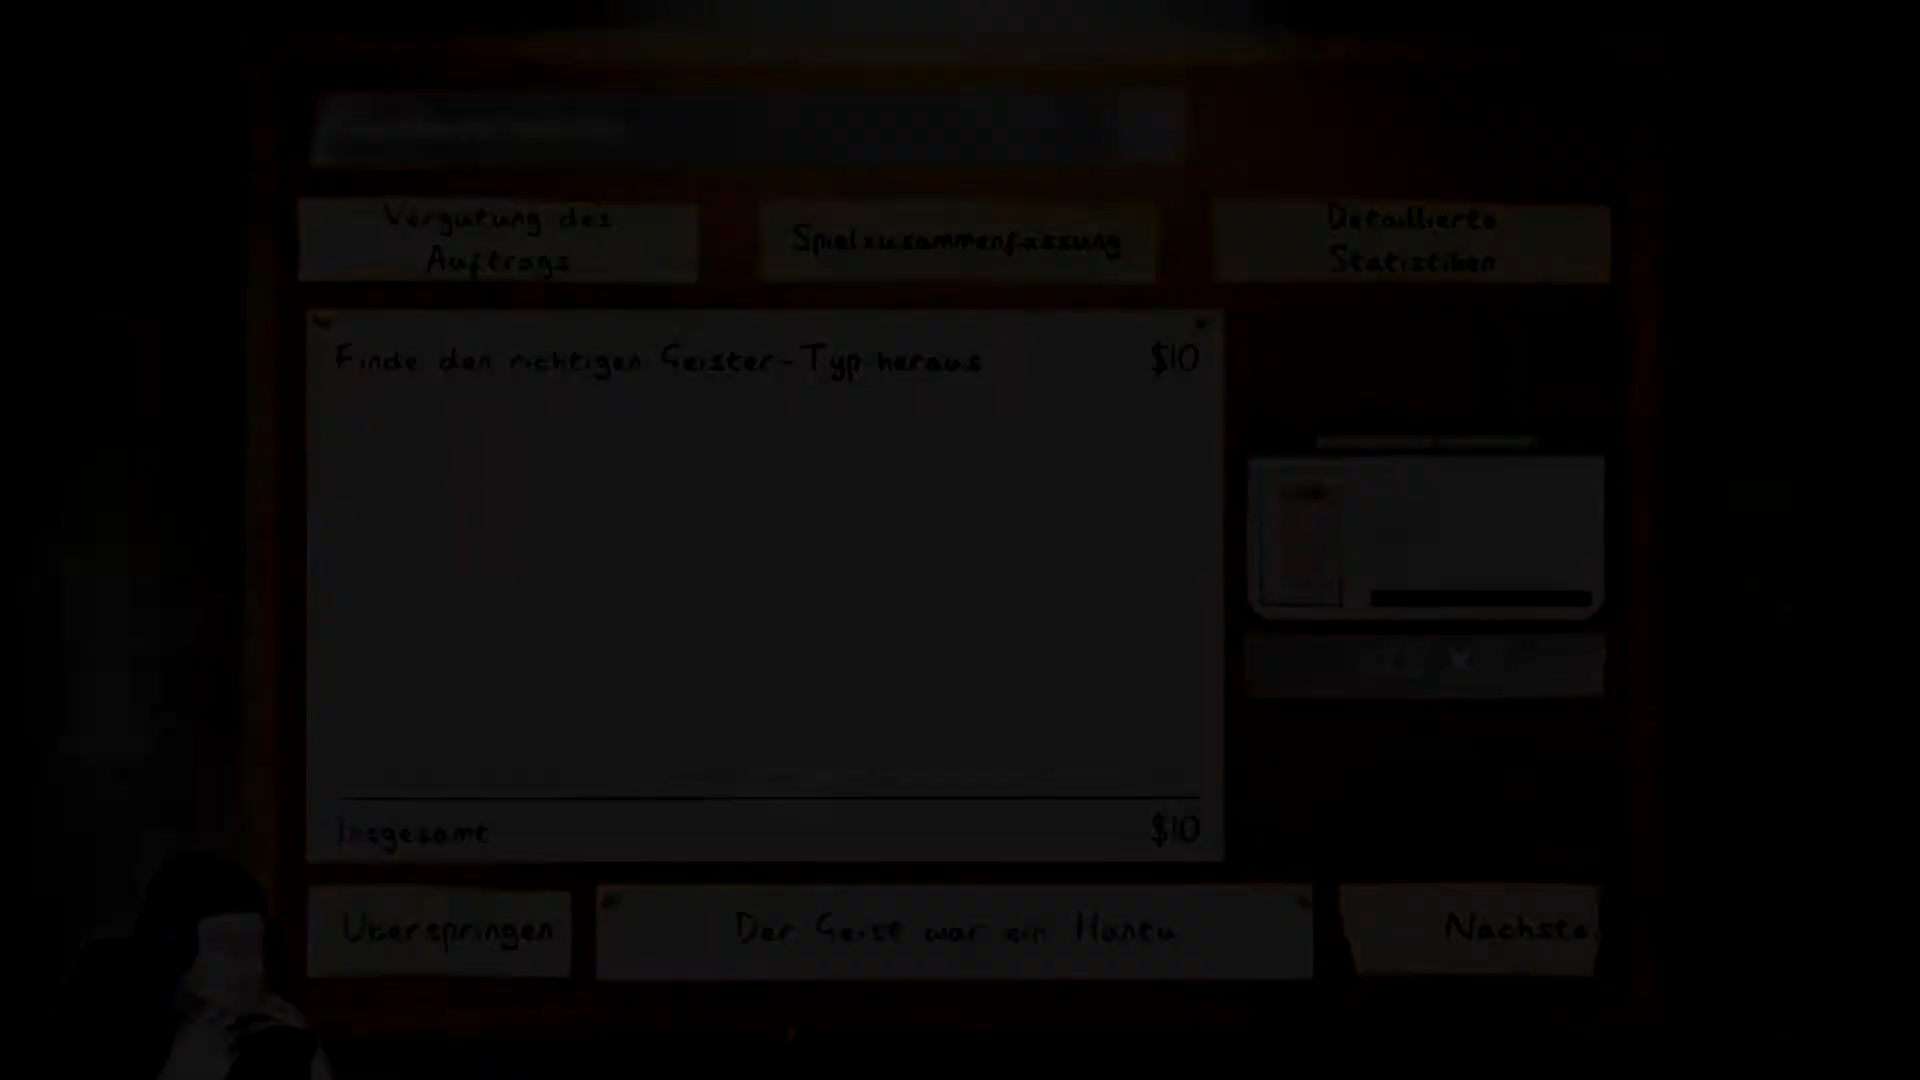 Vergütung des
Auftrags
Spielzusammenfassung
Detaillierte
Statistiken
Finde den richtigen Geister-Typ heraus $10
Insgesamt $10
Überspringen
Der Geist war ein Hantu
Nächste